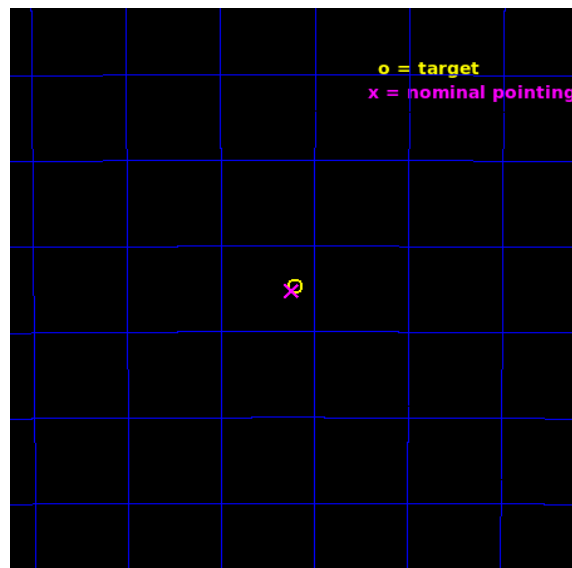 o = target
x = nominal pointing